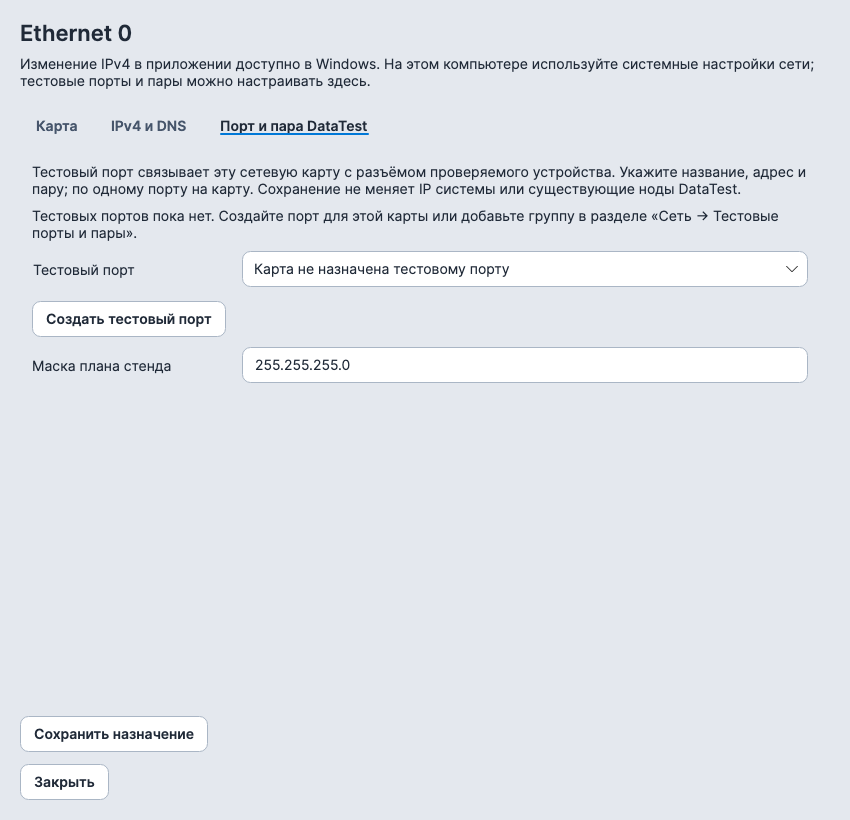 Ethernet 0
Изменение IPv4 в приложении доступно в Windows. На этом компьютере используйте системные настройки сети;
тестовые порты и пары можно настраивать здесь.
Карта IPv4 и DNS Порт и пара DataTest
Тестовый порт связывает эту сетевую карту с разъёмом проверяемого устройства. Укажите название, адрес и
пару; по одному порту на карту. Сохранение не меняет IP системы или существующие ноды DataTest.
Тестовых портов пока нет. Создайте порт для этой карты или добавьте группу в разделе «Сеть → Тестовые
порты и пары».
Тестовый порт Карта не назначена тестовому порту
Создать тестовый порт
Маска плана стенда 255.255.255.0
Сохранить назначение
Закрыть